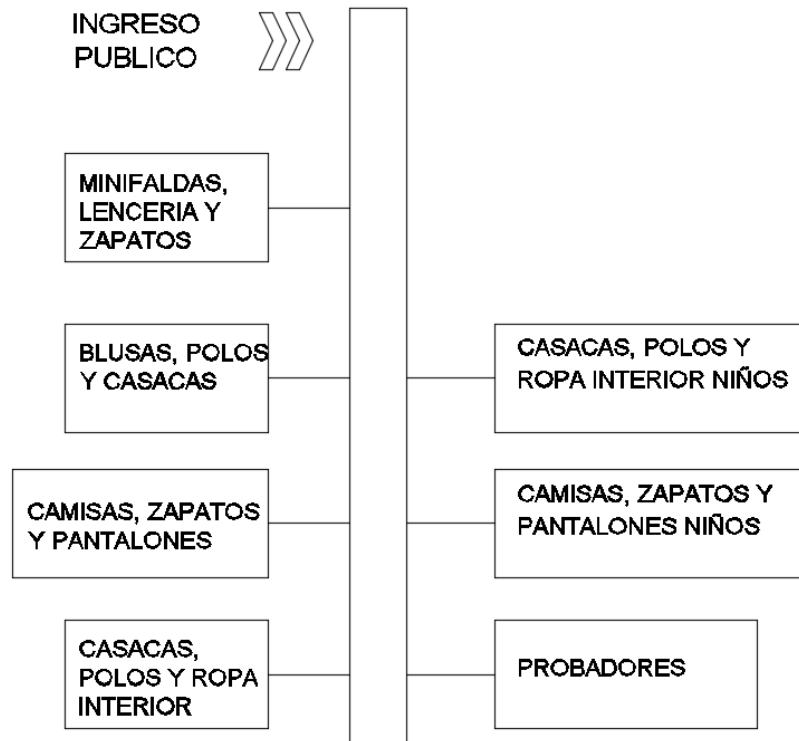 INGRESO
PUBLICO
MINIFALDAS,
LENCERIA Y
ZAPATOS
BLUSAS, POLOS
Y CASACAS
CASACAS, POLOS Y
ROPA INTERIOR NIÑOS
CAMISAS, ZAPATOS
Y PANTALONES
CAMISAS, ZAPATOS Y
PANTALONES NIÑOS
CASACAS,
POLOS Y ROPA
INTERIOR
PROBADORES